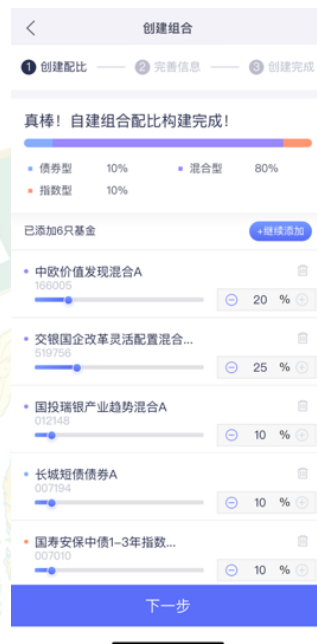 创建组合
1 创建配比 2 完善信息 3 创建完成
真棒！自建组合配比构建完成！
债券型 10% 混合型 80%
指数型 10%
已添加6只基金 +继续添加
中欧价值发现混合A
166005
20 %
交银国企改革灵活配置混合...
519756
25 %
国投瑞银产业趋势混合A
012148
10 %
长城短债债券A
007194
10 %
国寿安保中债1-3年指数...
007010
10 %
下一步